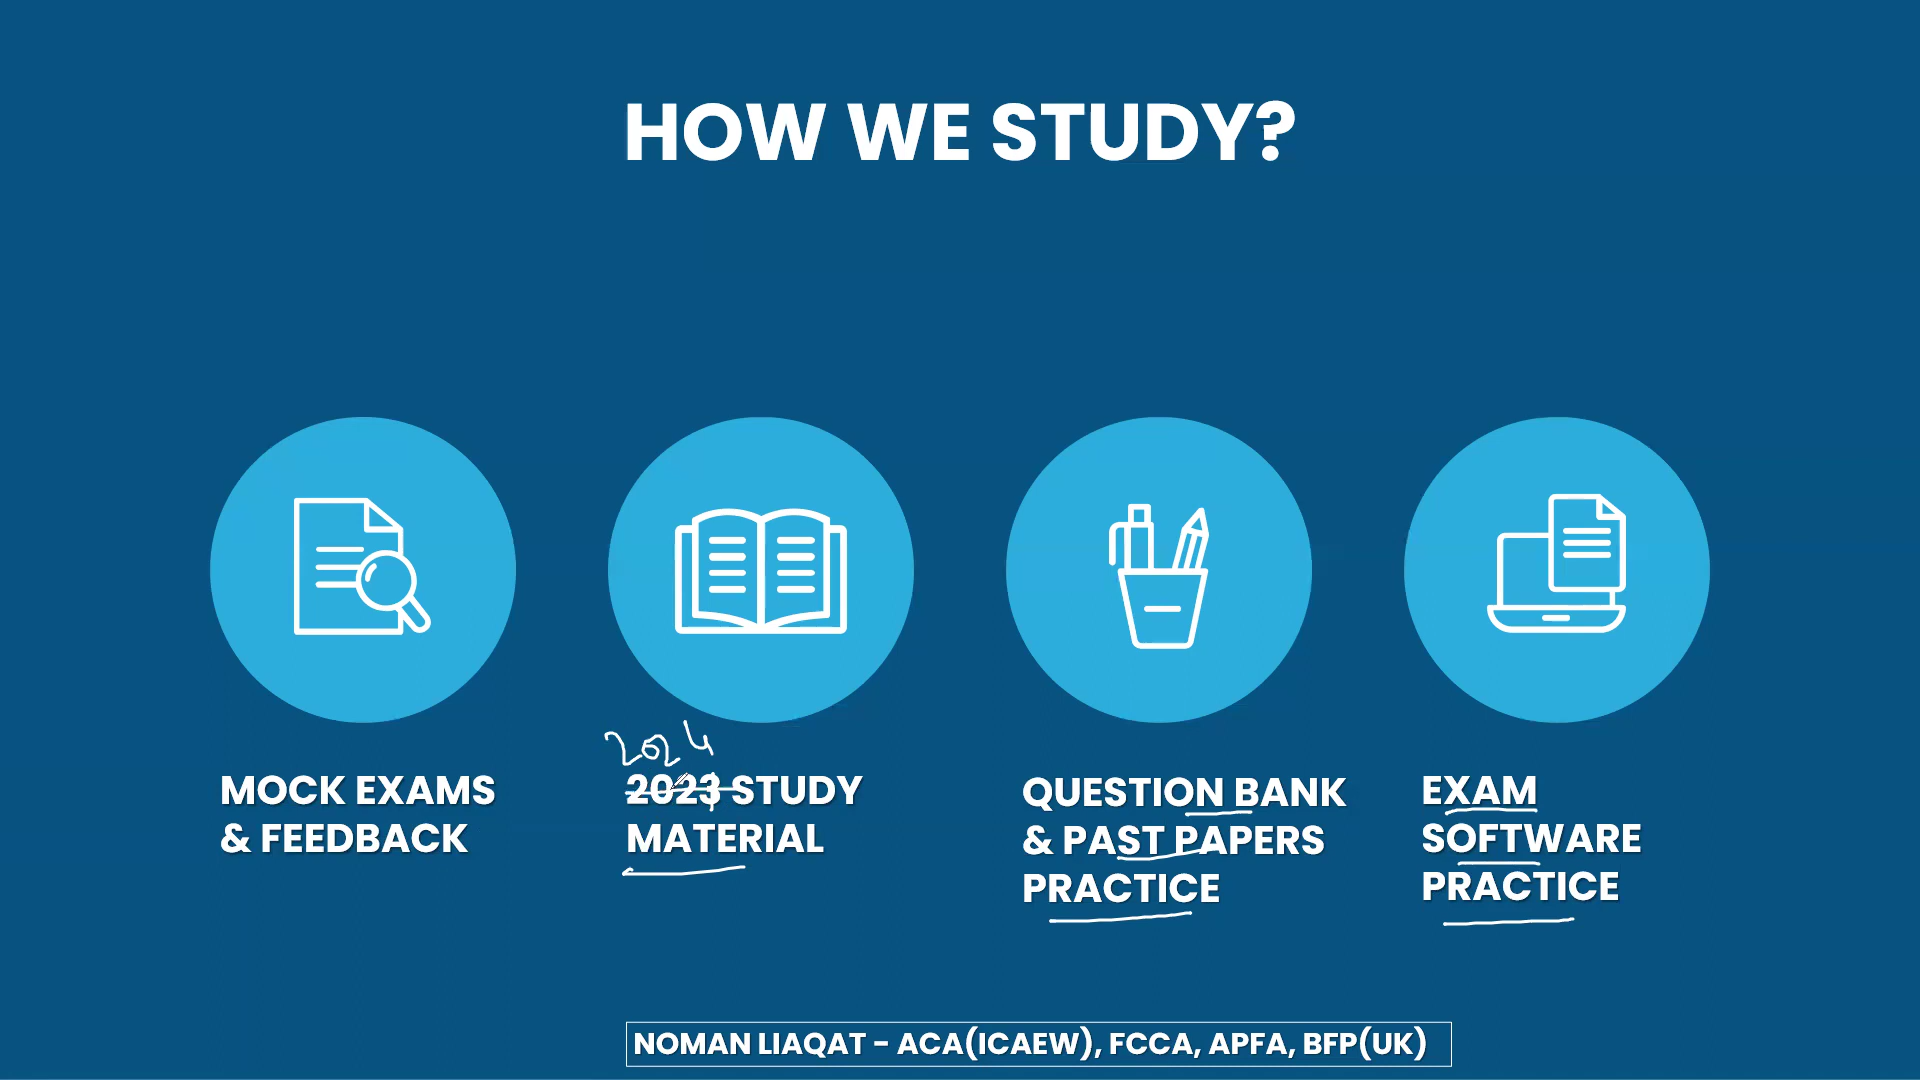 HOW WE STUDY?
MOCK EXAMS
& FEEDBACK
2024
2023 STUDY
MATERIAL
QUESTION BANK
& PAST PAPERS
PRACTICE
EXAM
SOFTWARE
PRACTICE
NOMAN LIAQAT - ACA(ICAEW), FCCA, APFA, BFP(UK)